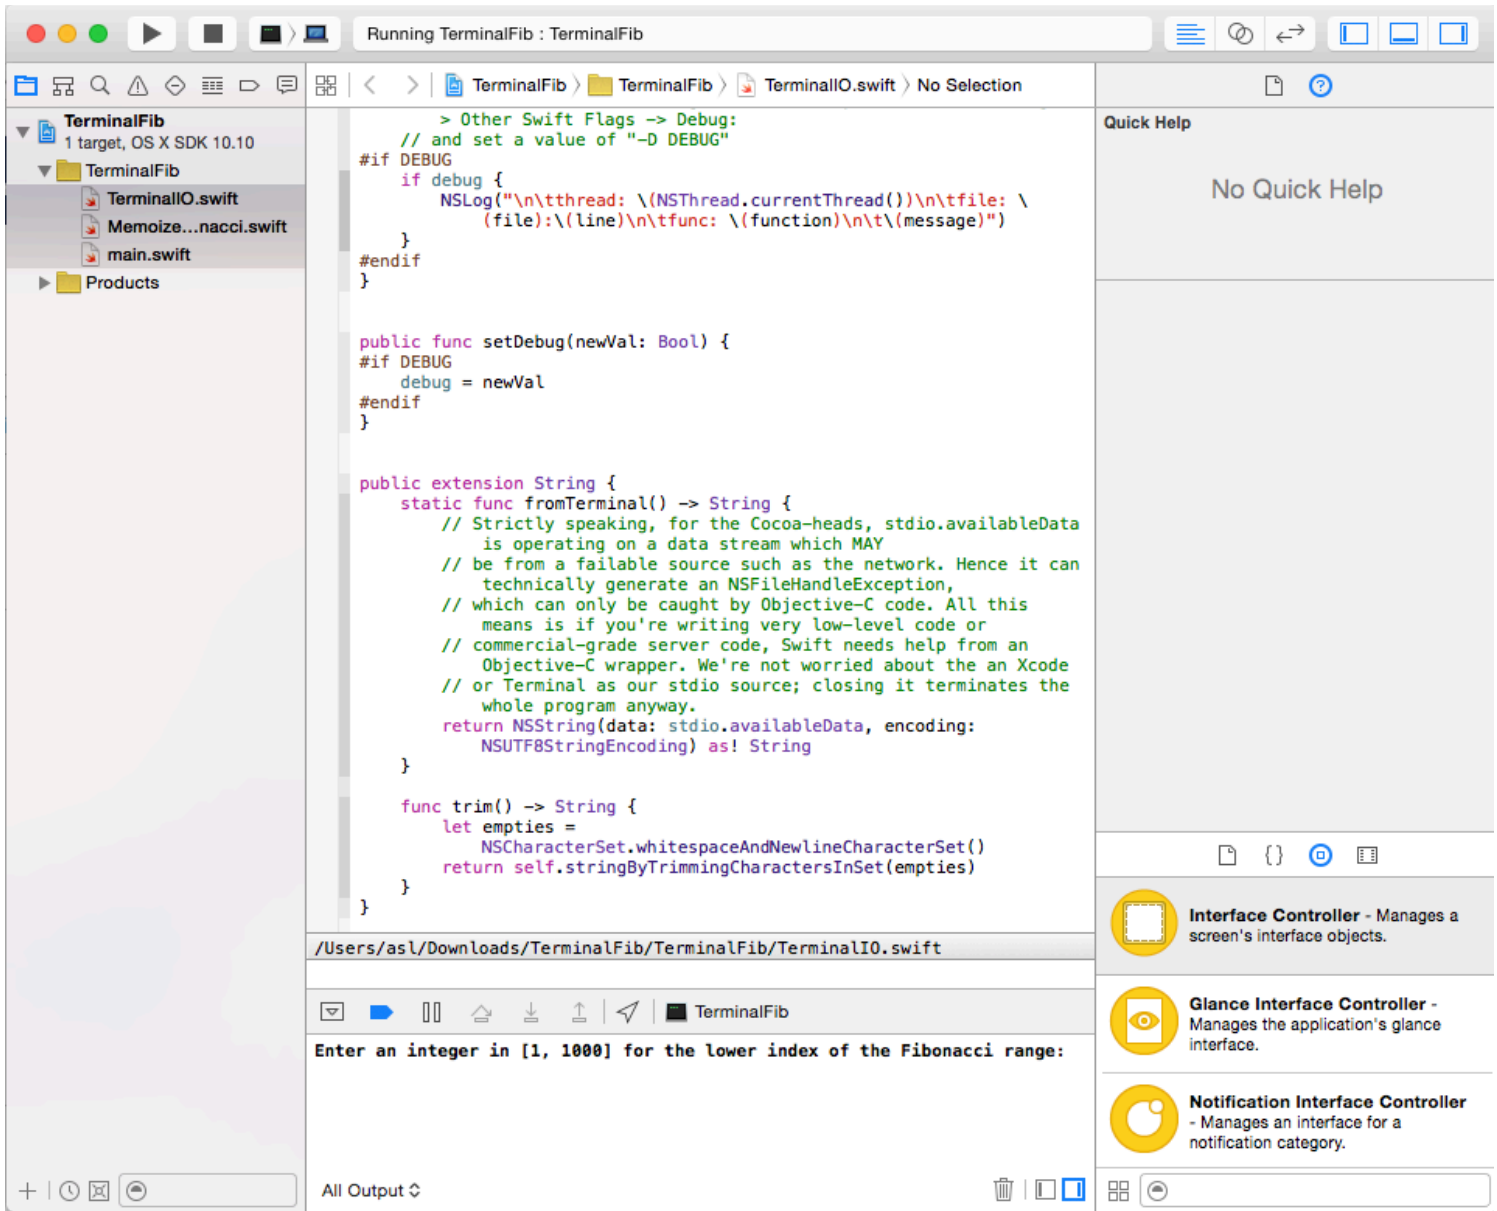 Running TerminalFib : TerminalFib
TerminalFib
1 target, OS X SDK 10.10
TerminalFib
TerminalIO.swift
Memoize...nacci.swift
main.swift
Products
TerminalFib
TerminalFib
TerminalIO.swift
No Selection
> Other Swift Flags -> Debug:
// and set a value of "-D DEBUG"
#if DEBUG
if debug {
NSLog("\n\tthread: \(NSThread.currentThread())\n\tfile: \
(file):\(line)\n\tfunc: \(function)\n\t\(message)")
}
#endif
}
public func setDebug(newVal: Bool) {
#if DEBUG
debug = newVal
#endif
}
public extension String {
static func fromTerminal() -> String {
// Strictly speaking, for the Cocoa-heads, stdio.availableData
is operating on a data stream which MAY
// be from a failable source such as the network. Hence it can
technically generate an NSFileHandleException,
// which can only be caught by Objective-C code. All this
means is if you're writing very low-level code or
// commercial-grade server code, Swift needs help from an
Objective-C wrapper. We're not worried about the an Xcode
// or Terminal as our stdio source; closing it terminates the
whole program anyway.
return NSString(data: stdio.availableData, encoding:
NSUTF8StringEncoding) as! String
}
func trim() -> String {
let empties =
NSCharacterSet.whitespaceAndNewlineCharacterSet()
return self.stringByTrimmingCharactersInSet(empties)
}
}
/Users/asl/Downloads/TerminalFib/TerminalFib/TerminalIO.swift
TerminalFib
Enter an integer in [1, 1000] for the lower index of the Fibonacci range:
All Output
Quick Help
No Quick Help
{}
Interface Controller - Manages a
screen's interface objects.
Glance Interface Controller -
Manages the application's glance
interface.
Notification Interface Controller
- Manages an interface for a
notification category.